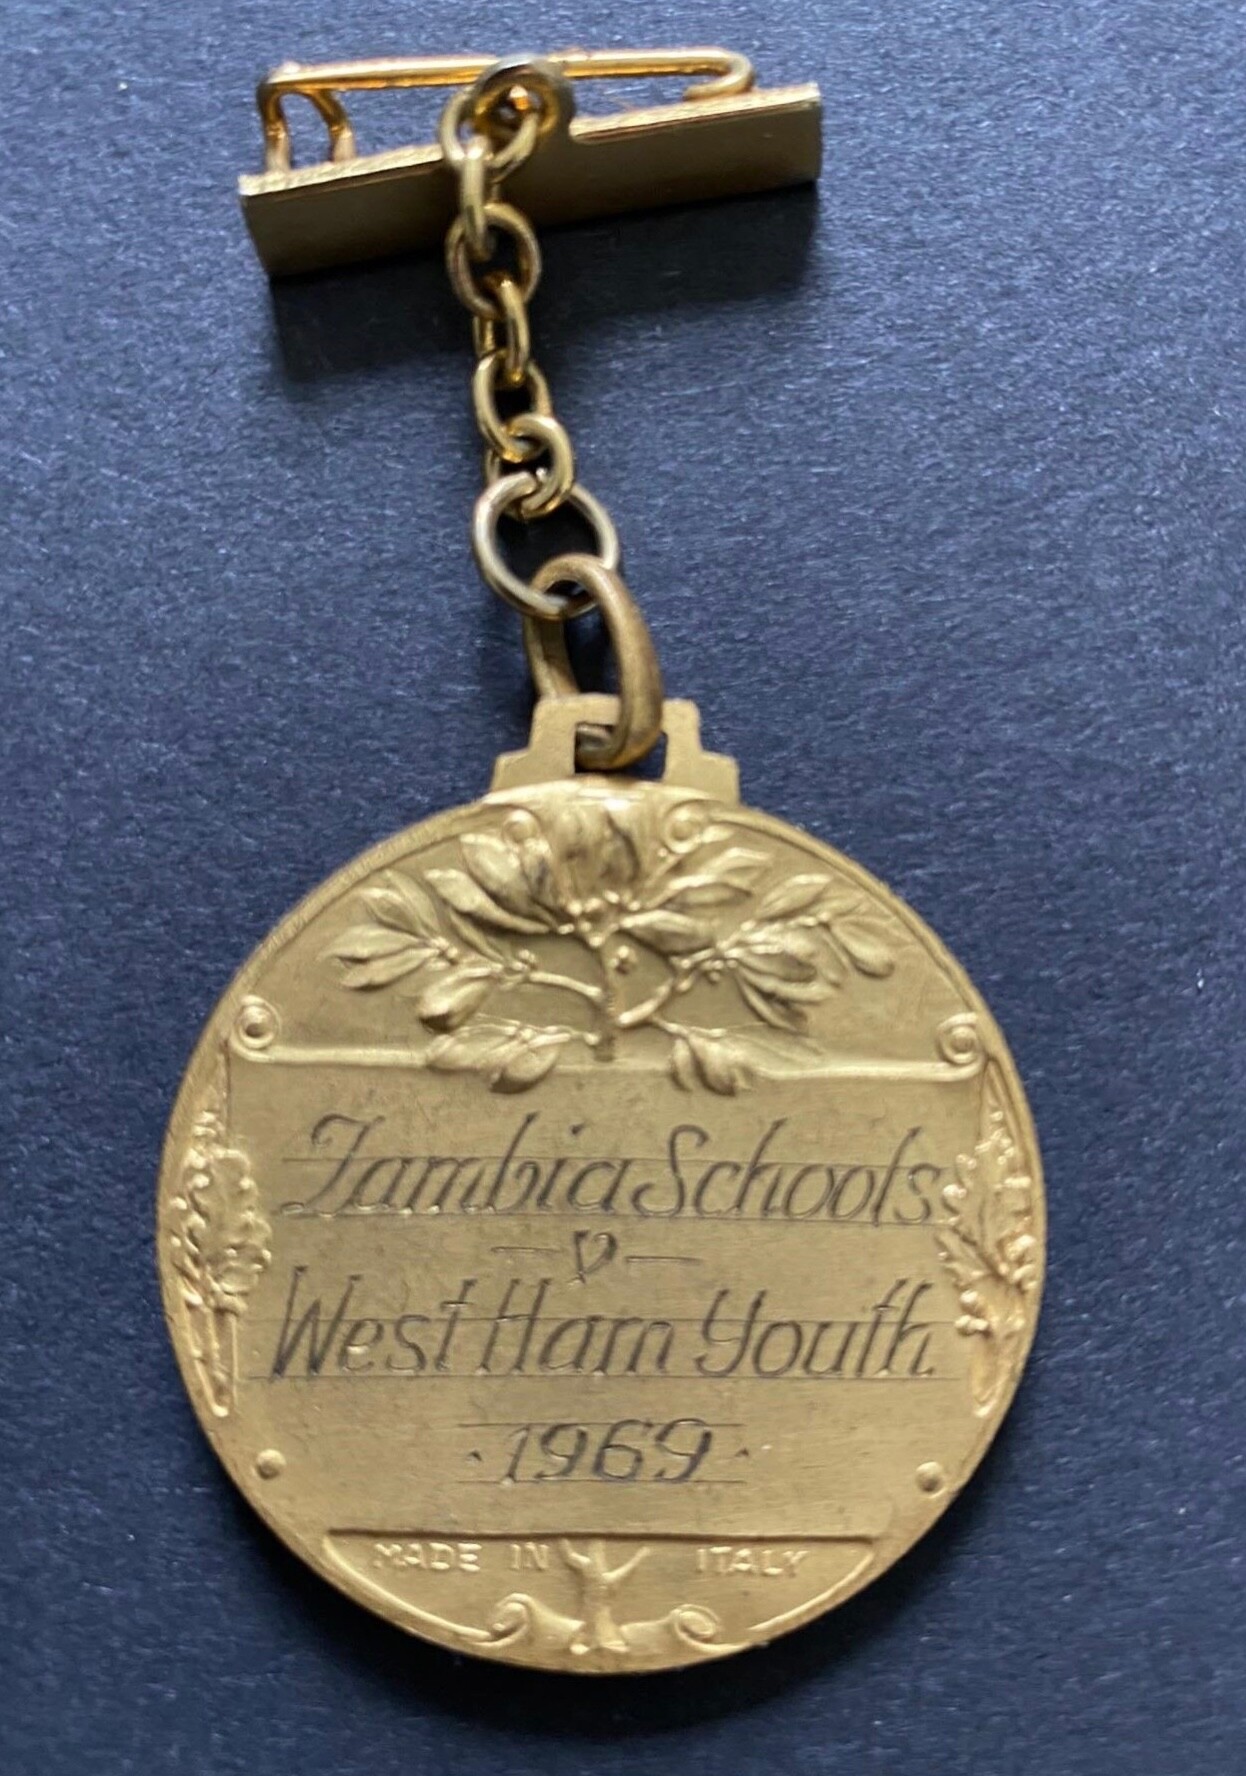 Zambia Schools
— v —
West Ham Youth
· 1969 ·
MADE IN ITALY